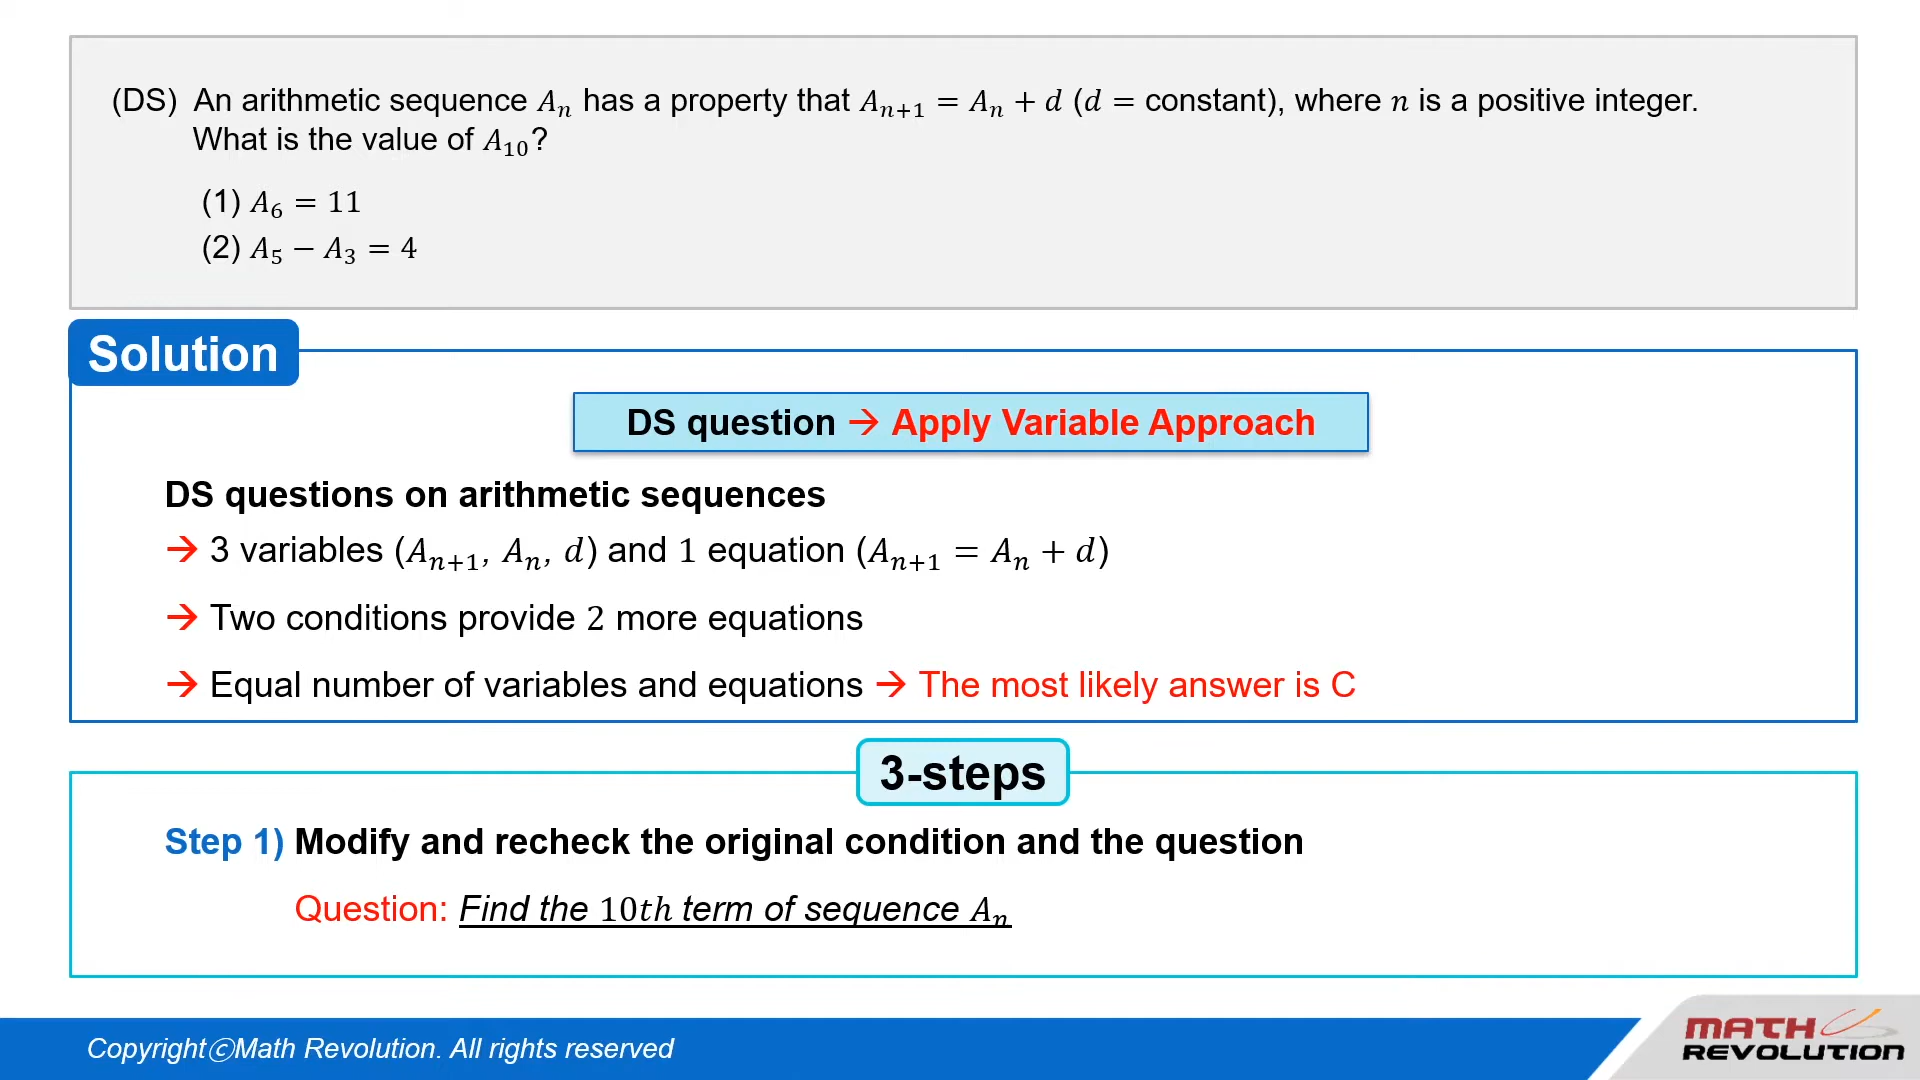 (DS) An arithmetic sequence Aₙ has a property that Aₙ₊₁ = Aₙ + d (d = constant), where n is a positive integer.
What is the value of A₁₀?
(1) A₆ = 11
(2) A₅ − A₃ = 4
Solution
DS question → Apply Variable Approach
DS questions on arithmetic sequences
→ 3 variables (Aₙ₊₁, Aₙ, d) and 1 equation (Aₙ₊₁ = Aₙ + d)
→ Two conditions provide 2 more equations
→ Equal number of variables and equations → The most likely answer is C
3-steps
Step 1) Modify and recheck the original condition and the question
Question: Find the 10th term of sequence Aₙ
CopyrightⓒMath Revolution. All rights reserved
MATH
REVOLUTION